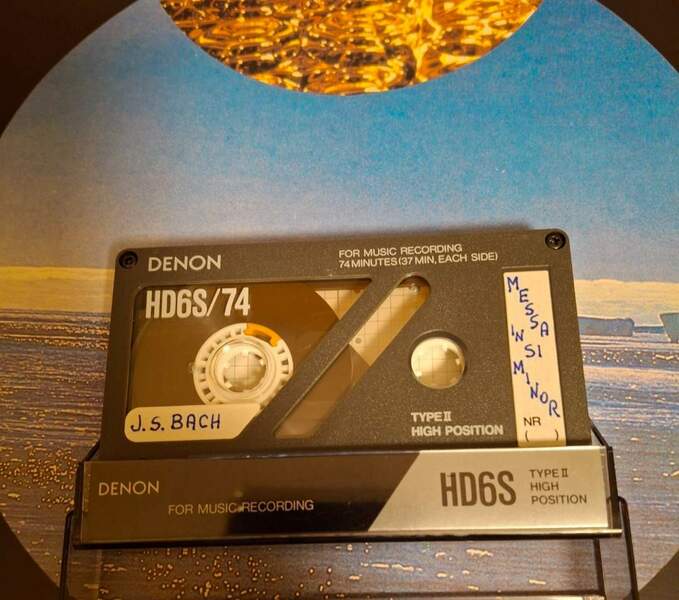 DENON
FOR MUSIC RECORDING
74 MINUTES (37 MIN, EACH SIDE)
HD6S/74
J.S. BACH
TYPE II
HIGH POSITION
MESSA
IN SI
MINOR
NR
( )
DENON
FOR MUSIC RECORDING
HD6S
TYPE II
HIGH
POSITION